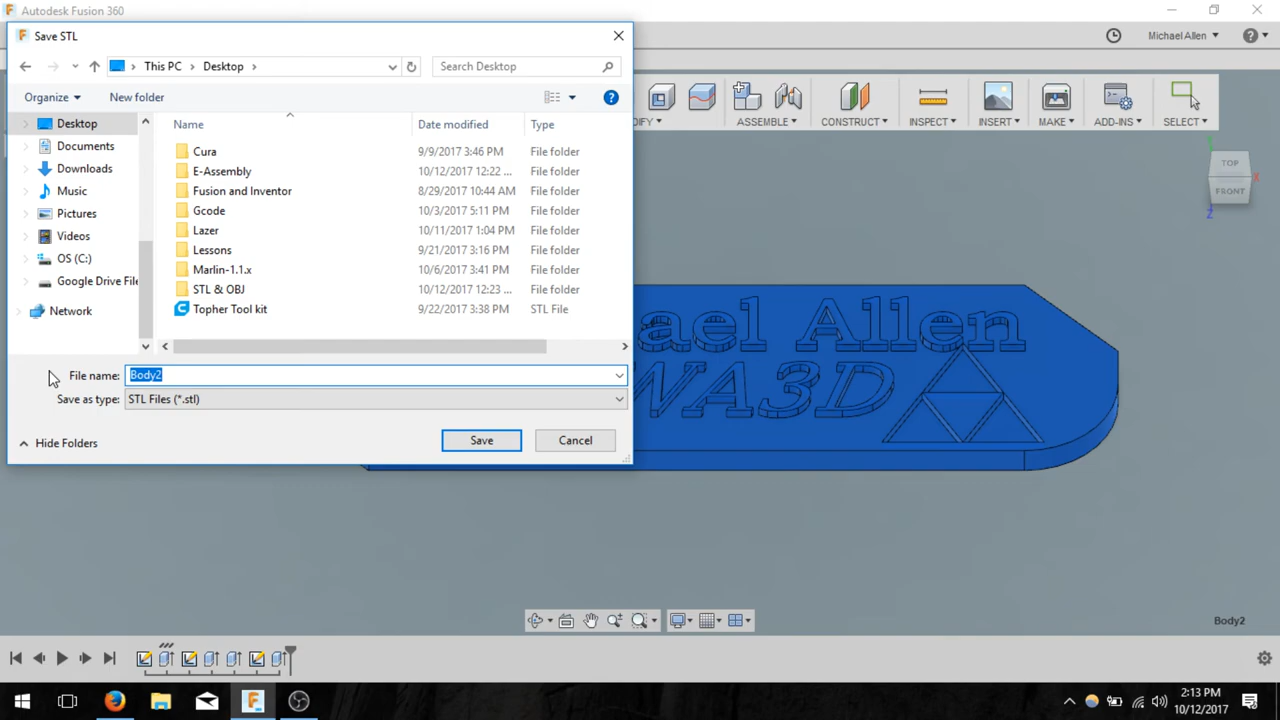 Autodesk Fusion 360
Save STL
Michael Allen
This PC
Desktop
Search Desktop
Organize
New folder
MODIFY
ASSEMBLE
CONSTRUCT
INSPECT
INSERT
MAKE
ADD-INS
SELECT
Name
Date modified
Type
Desktop
Documents
Downloads
Music
Pictures
Videos
OS (C:)
Google Drive File
Network
Cura 9/9/2017 3:46 PM File folder
E-Assembly 10/12/2017 12:22 ... File folder
Fusion and Inventor 8/29/2017 10:44 AM File folder
Gcode 10/3/2017 5:11 PM File folder
Lazer 10/11/2017 1:04 PM File folder
Lessons 9/21/2017 3:16 PM File folder
Marlin-1.1.x 10/6/2017 3:41 PM File folder
STL & OBJ 10/12/2017 12:23 ... File folder
Topher Tool kit 9/22/2017 3:38 PM STL File
File name: Body2
Save as type: STL Files (*.stl)
Hide Folders
Save
Cancel
TOP
FRONT
X
Y
Z
ael Allen
WA3D
Body2
2:13 PM
10/12/2017